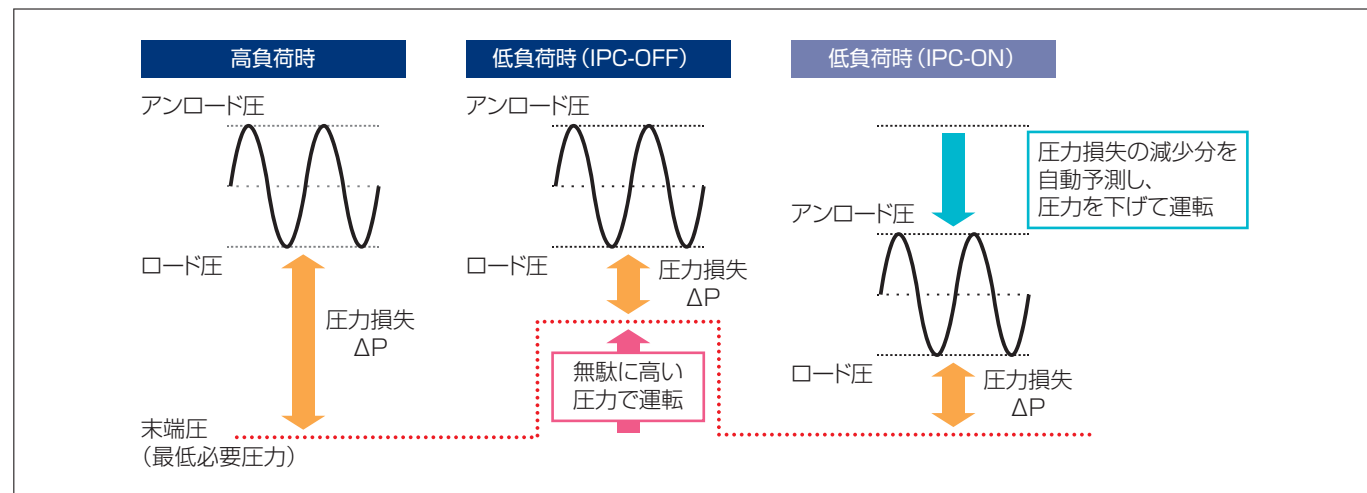 高負荷時
アンロード圧
ロード圧
圧力損失
ΔP
末端圧
（最低必要圧力）
低負荷時（IPC-OFF）
アンロード圧
ロード圧
圧力損失
ΔP
無駄に高い
圧力で運転
低負荷時（IPC-ON）
圧力損失の減少分を
自動予測し、
圧力を下げて運転
アンロード圧
ロード圧
圧力損失
ΔP